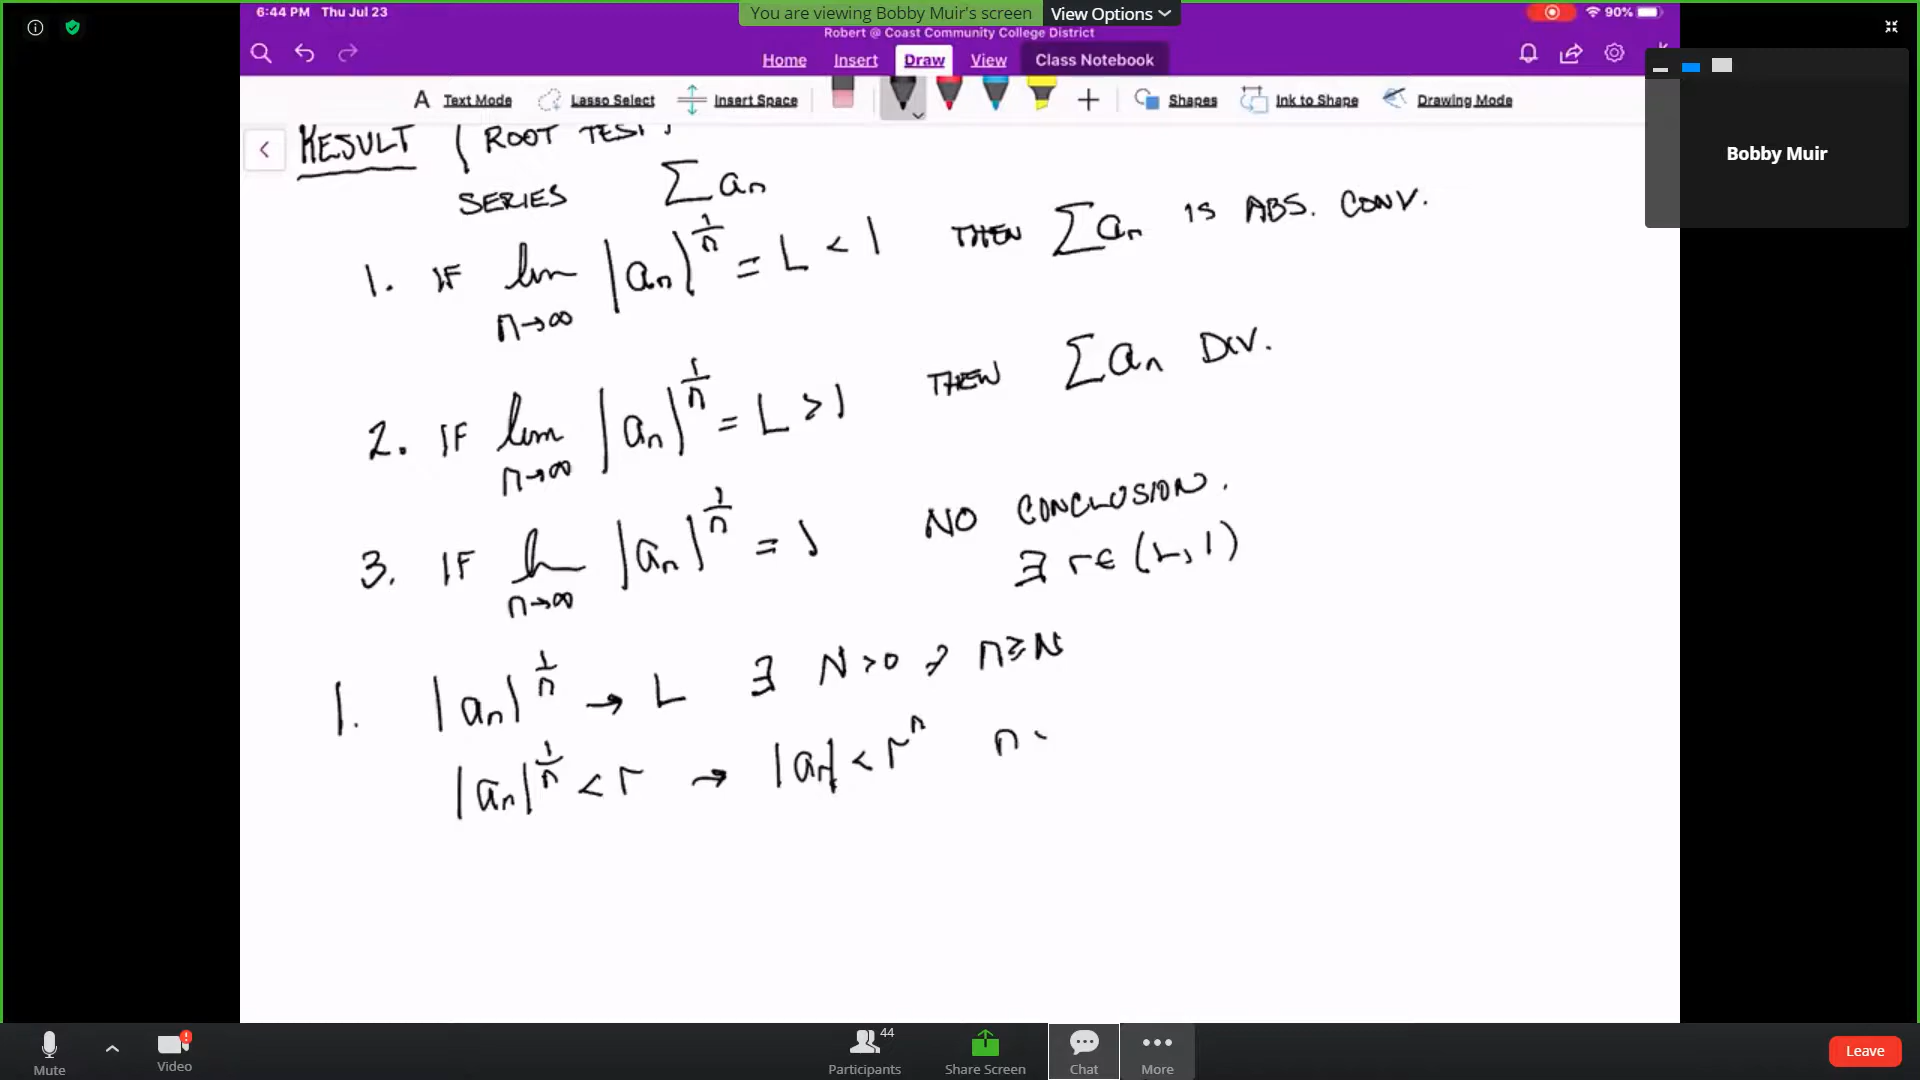 6:44 PM Thu Jul 23
You are viewing Bobby Muir's screen View Options
90%
Robert @ Coast Community College District
Home Insert Draw View Class Notebook
A Text Mode Lasso Select Insert Space + Shapes Ink to Shape Drawing Mode
Bobby Muir
RESULT ( ROOT TEST )
SERIES ∑ aₙ
1. IF lim n→∞ |aₙ|^(1/n) = L < 1 THEN ∑ aₙ IS ABS. CONV.
2. IF lim n→∞ |aₙ|^(1/n) = L > 1 THEN ∑ aₙ DIV.
3. IF lim n→∞ |aₙ|^(1/n) = 1 NO CONCLUSION.
∃ r ∈ (L, 1)
1. |aₙ|^(1/n) → L ∃ N > 0 ∋ n ≥ N
|aₙ|^(1/n) < r → |aₙ| < rⁿ n
Mute
Video
44
Participants
Share Screen
Chat
More
Leave